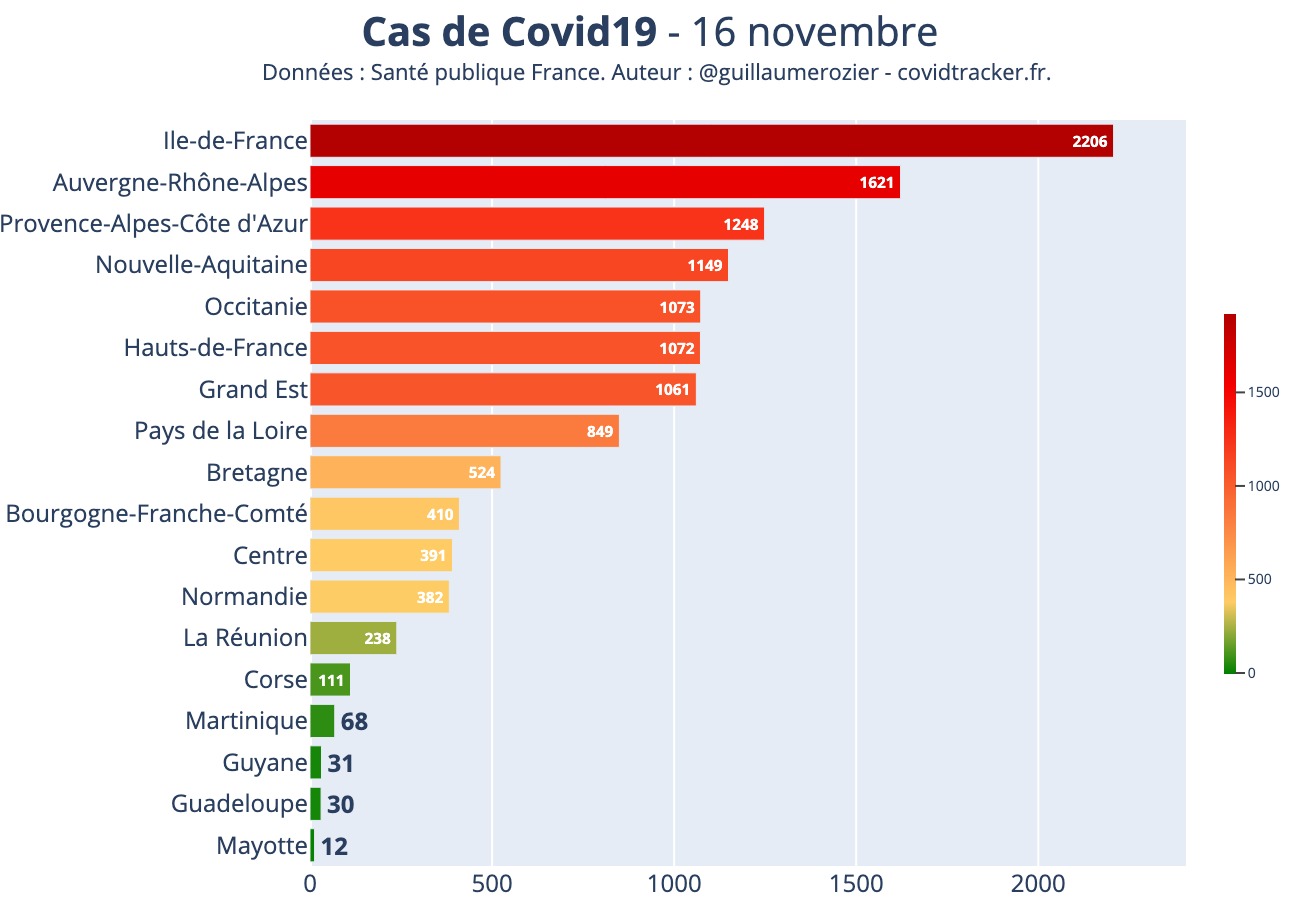 Cas de Covid19 - 16 novembre
Données : Santé publique France. Auteur : @guillaumerozier - covidtracker.fr.
Ile-de-France 2206
Auvergne-Rhône-Alpes 1621
Provence-Alpes-Côte d'Azur 1248
Nouvelle-Aquitaine 1149
Occitanie 1073
Hauts-de-France 1072
Grand Est 1061
Pays de la Loire 849
Bretagne 524
Bourgogne-Franche-Comté 410
Centre 391
Normandie 382
La Réunion 238
Corse 111
Martinique 68
Guyane 31
Guadeloupe 30
Mayotte 12
0 500 1000 1500 2000
1500
1000
500
0